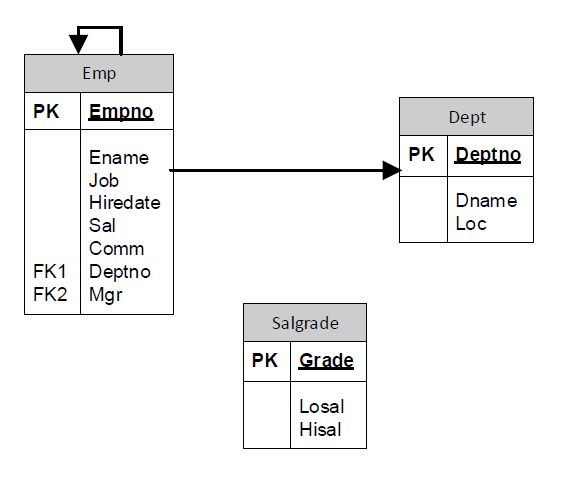 Emp
PK Empno
Ename
Job
Hiredate
Sal
Comm
FK1 Deptno
FK2 Mgr
Dept
PK Deptno
Dname
Loc
Salgrade
PK Grade
Losal
Hisal